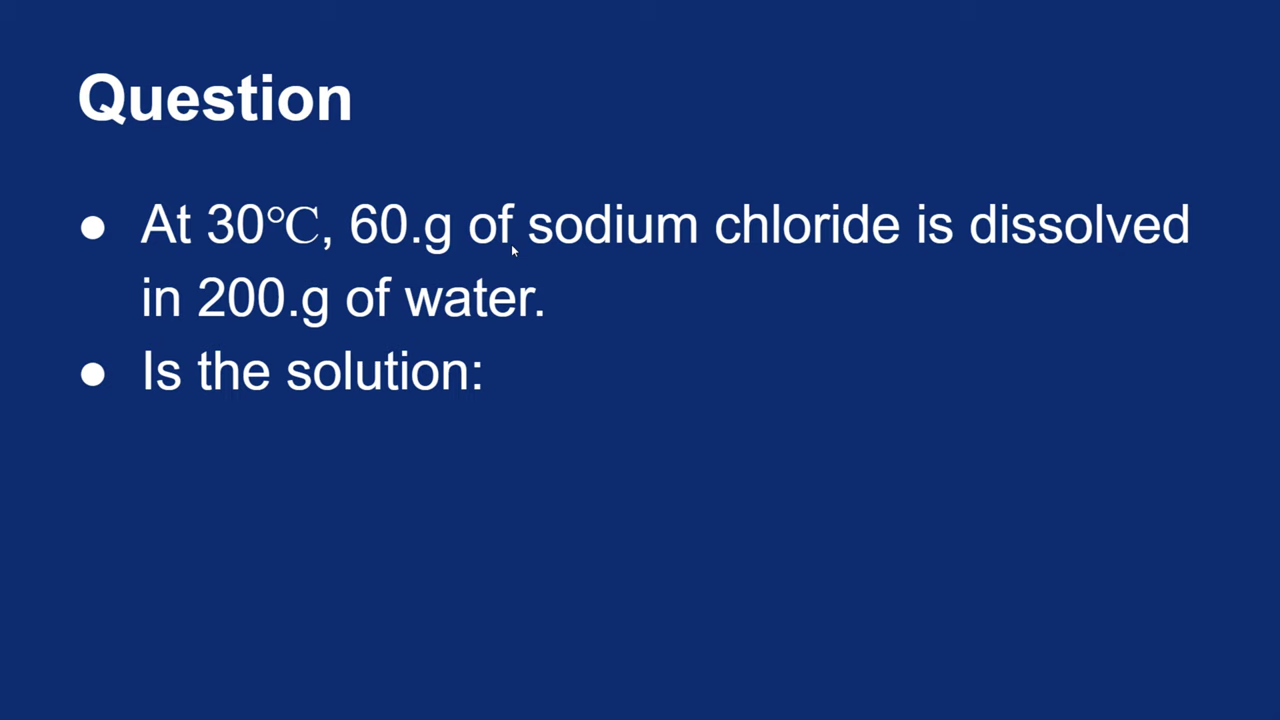 Question
● At 30℃, 60.g of sodium chloride is dissolved
in 200.g of water.
● Is the solution: